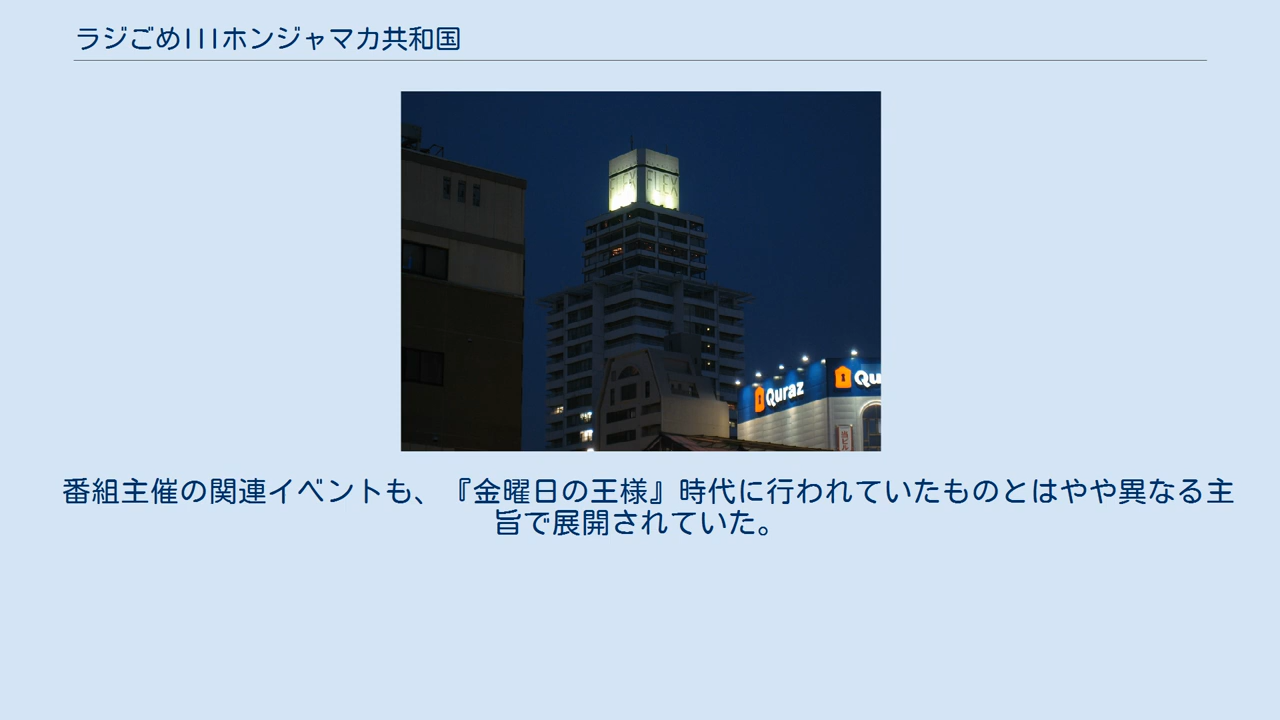 ラジごめIIIホンジャマカ共和国
FLEX FLEX
Quraz
Qu
番組主催の関連イベントも、『金曜日の王様』時代に行われていたものとはやや異なる主
旨で展開されていた。